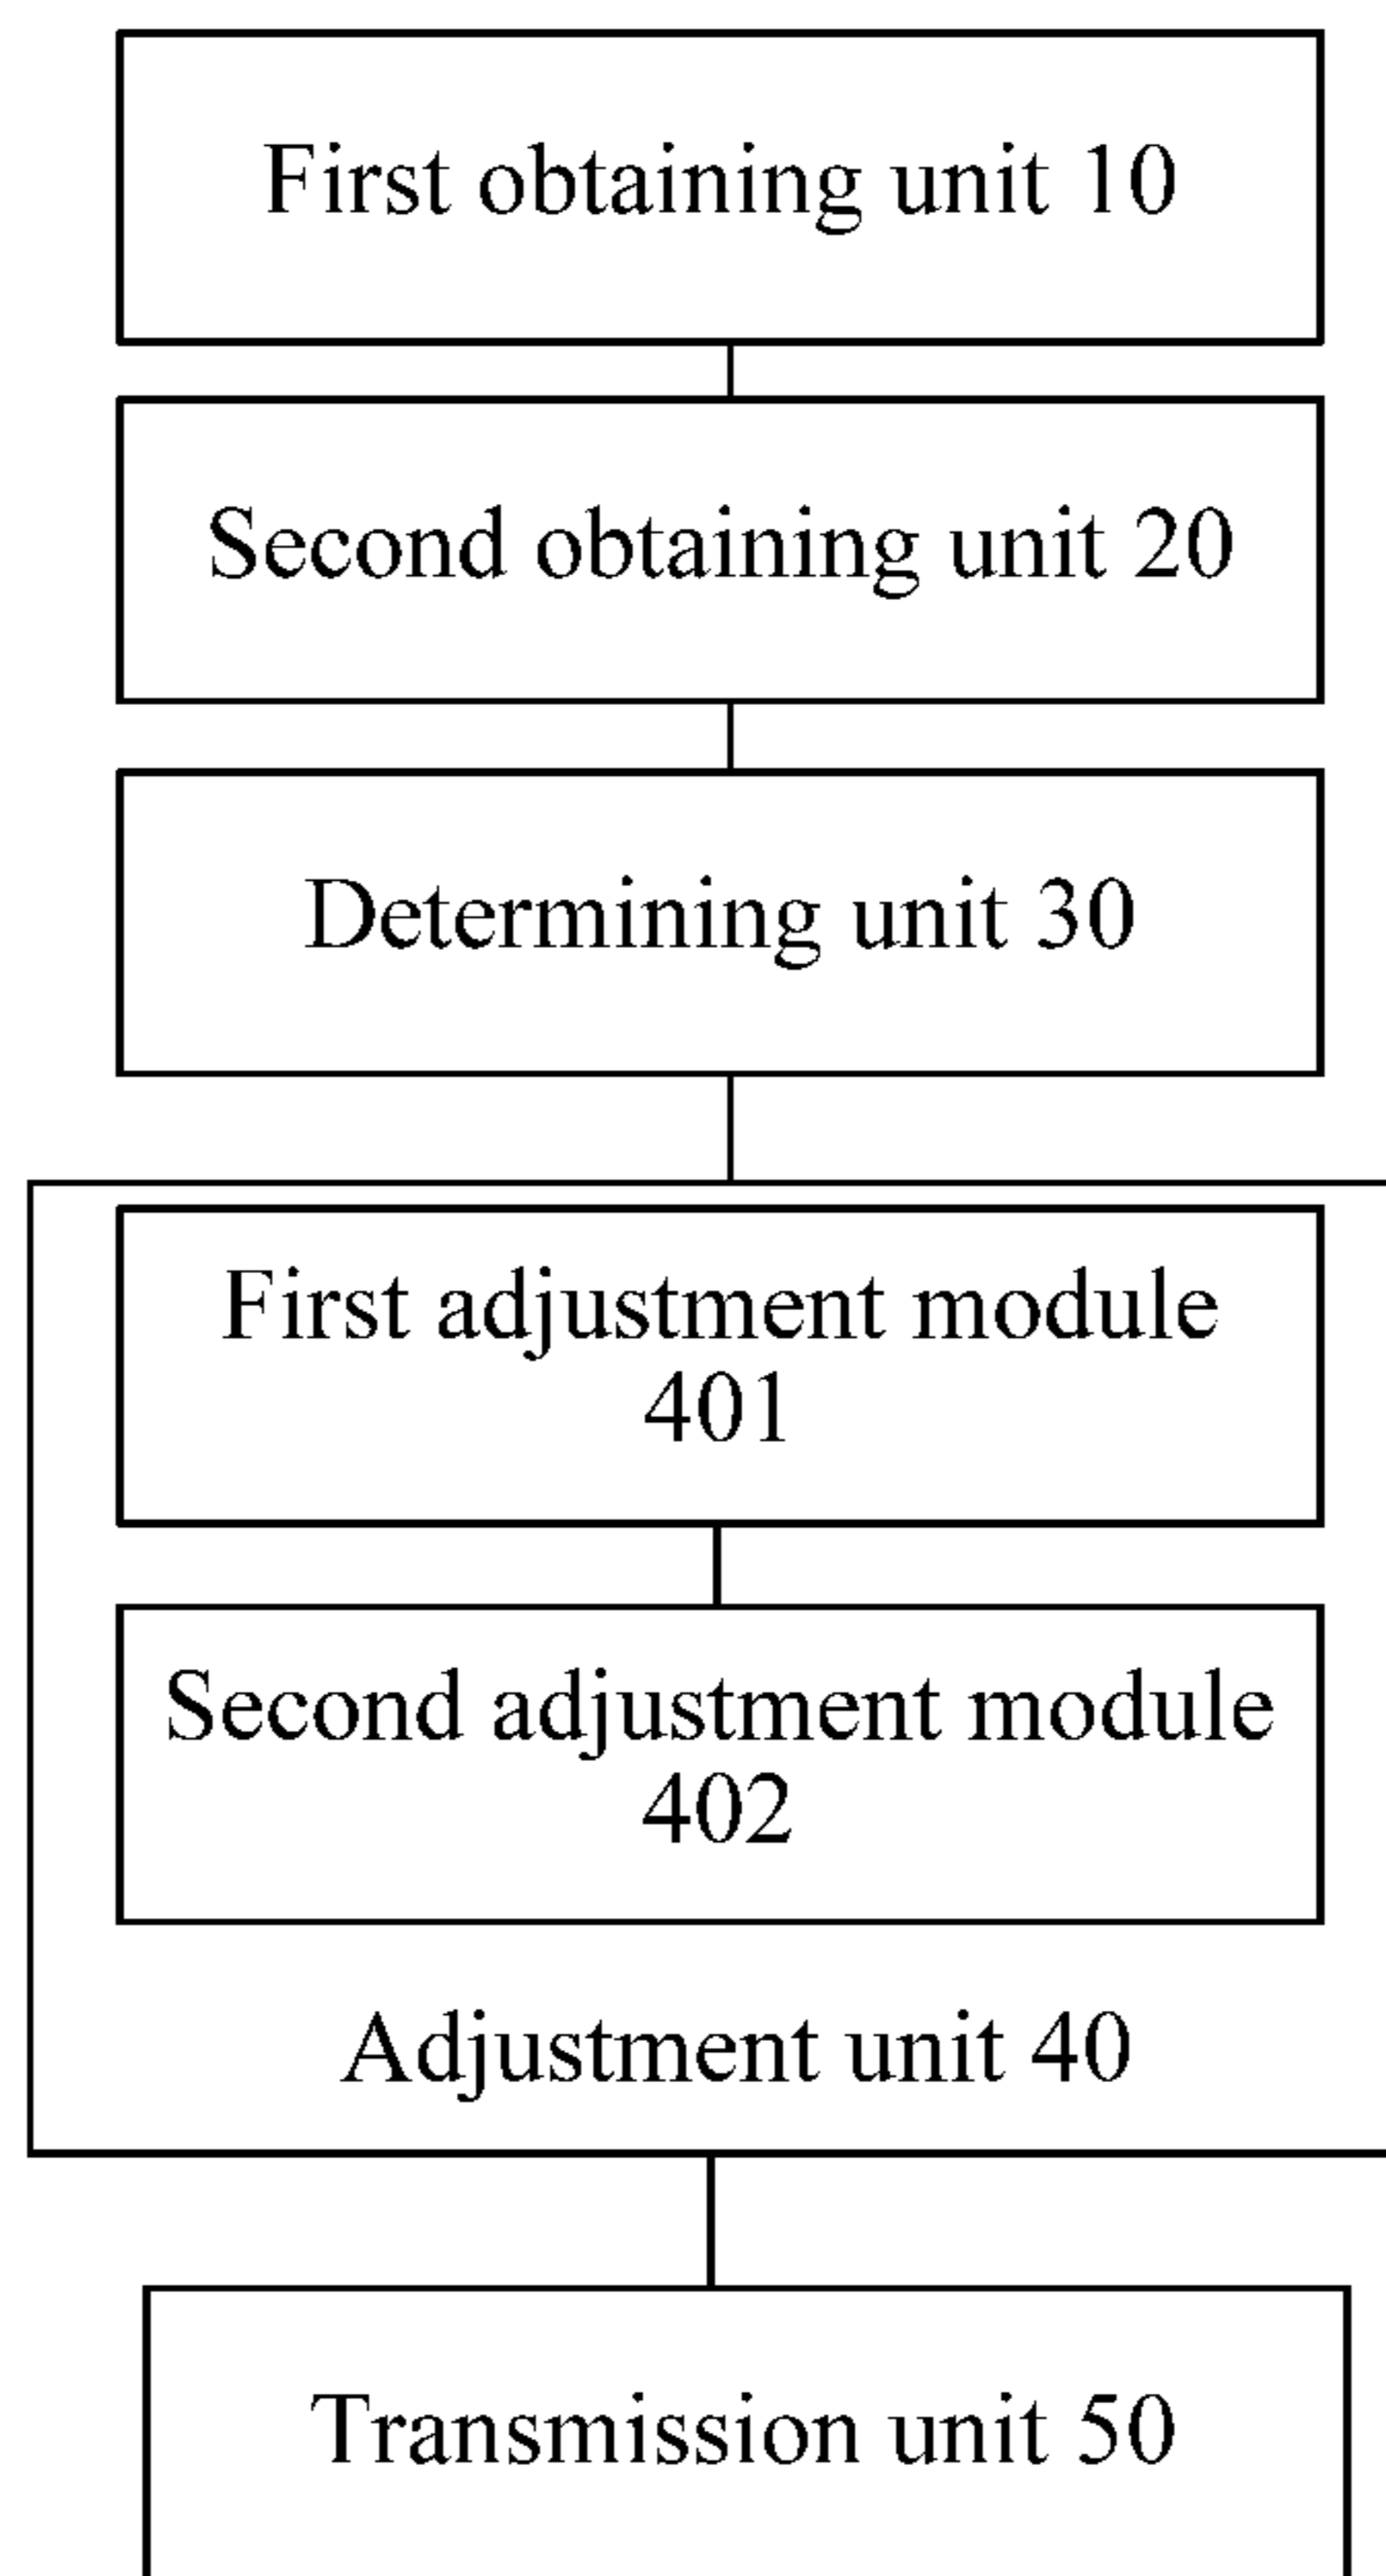 First obtaining unit 10
Second obtaining unit 20
Determining unit 30
First adjustment module
401
Second adjustment module
402
Adjustment unit 40
Transmission unit 50